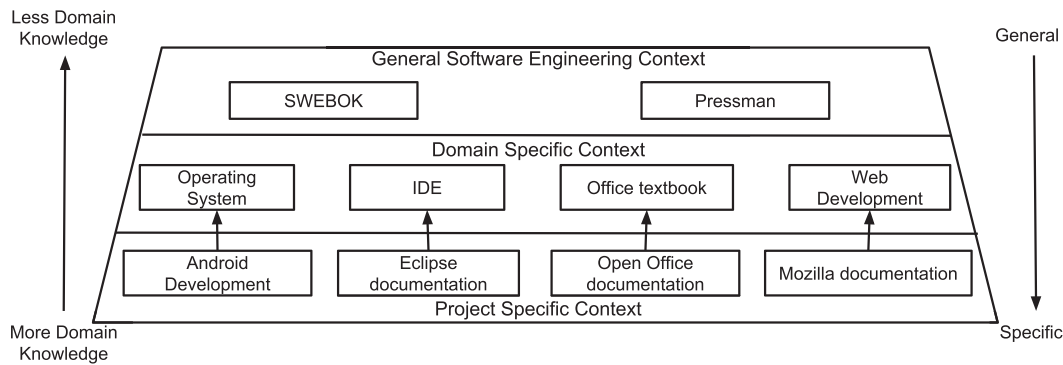 Less Domain
Knowledge
General
General Software Engineering Context
SWEBOK
Pressman
Domain Specific Context
Operating
System
IDE
Office textbook
Web
Development
Android
Development
Eclipse
documentation
Open Office
documentation
Mozilla documentation
Project Specific Context
More Domain
Knowledge
Specific